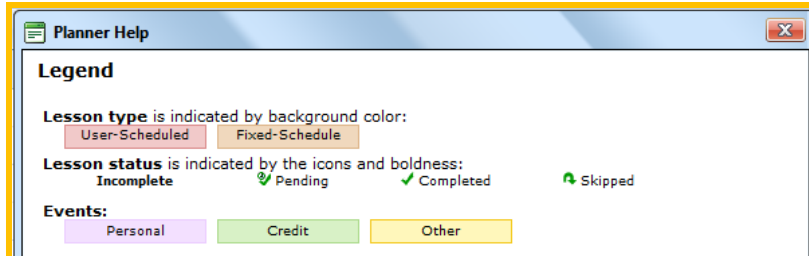 Planner Help
Legend
Lesson type is indicated by background color:
User-Scheduled Fixed-Schedule
Lesson status is indicated by the icons and boldness:
Incomplete Pending Completed Skipped
Events:
Personal Credit Other